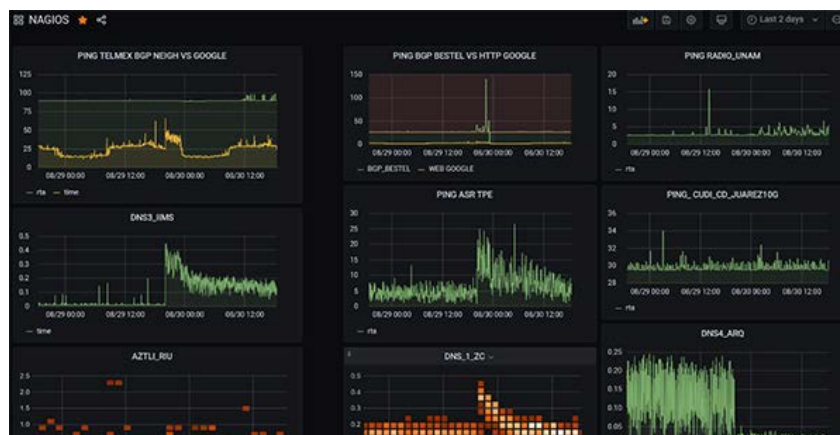 NAGIOS
Last 2 days
PING TELMEX BGP NEIGH VS GOOGLE
125
100
75
50
25
0
08/29 00:00 08/29 12:00 08/30 00:00 08/30 12:00
rta time
PING BGP BESTEL VS HTTP GOOGLE
150
100
50
0
08/29 00:00 08/29 12:00 08/30 00:00 08/30 12:00
BGP_BESTEL WEB GOOGLE
PING RADIO_UNAM
20
15
10
5
0
08/29 00:00 08/29 12:00 08/30 00:00 08/30 12:00
rta
DNS3_IIMS
0.5
0.4
0.3
0.2
0.1
0
08/29 00:00 08/29 12:00 08/30 00:00 08/30 12:00
time
PING ASR TPE
30
25
20
15
10
5
0
08/29 00:00 08/29 12:00 08/30 00:00 08/30 12:00
rta
PING_ CUDI_CD_JUAREZ10G
36
34
32
30
28
08/29 00:00 08/29 12:00 08/30 00:00 08/30 12:00
rta
AZTLI_RIU
2.5
2.0
1.5
1.0
DNS_1_ZC
0.5
0.4
0.3
0.2
DNS4_ARQ
0.25
0.20
0.15
0.10
0.05